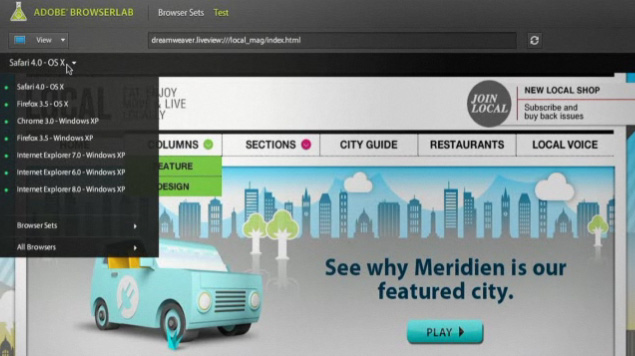 ADOBE® BROWSERLAB Browser Sets Test
View dreamweaver.liveview:///local_mag/index.html
Safari 4.0 - OS X
Safari 4.0 - OS X
Firefox 3.5 - OS X
Chrome 3.0 - Windows XP
Firefox 3.5 - Windows XP
Internet Explorer 7.0 - Windows XP
Internet Explorer 6.0 - Windows XP
Internet Explorer 8.0 - Windows XP
Browser Sets
All Browsers
LOCAL
& LIVE
JOIN LOCAL
NEW LOCAL SHOP
Subscribe and
buy back issues
HOME COLUMNS SECTIONS CITY GUIDE RESTAURANTS LOCAL VOICE
FEATURE
DESIGN
See why Meridien is our
featured city.
PLAY